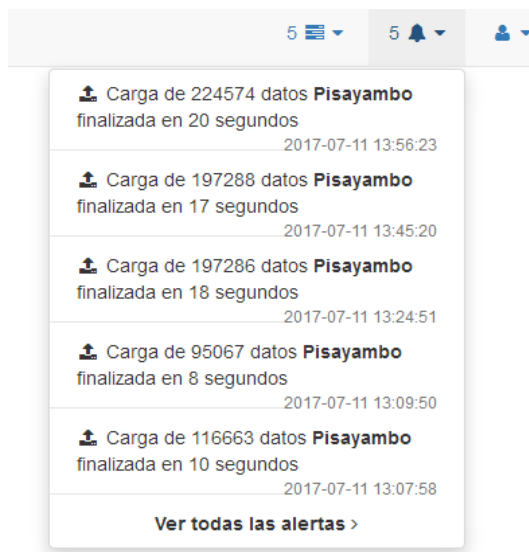 5 5
Carga de 224574 datos Pisayambo
finalizada en 20 segundos
2017-07-11 13:56:23
Carga de 197288 datos Pisayambo
finalizada en 17 segundos
2017-07-11 13:45:20
Carga de 197286 datos Pisayambo
finalizada en 18 segundos
2017-07-11 13:24:51
Carga de 95067 datos Pisayambo
finalizada en 8 segundos
2017-07-11 13:09:50
Carga de 116663 datos Pisayambo
finalizada en 10 segundos
2017-07-11 13:07:58
Ver todas las alertas >